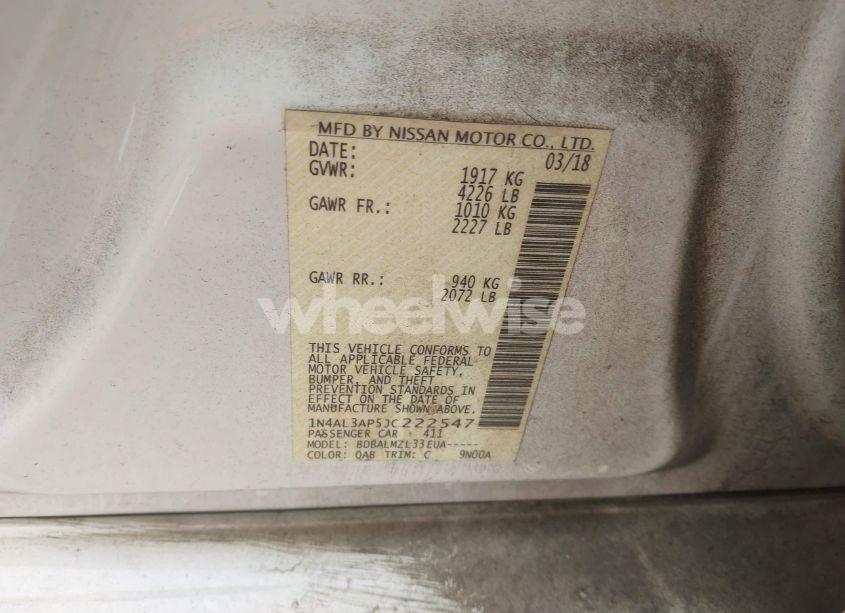 MFD BY NISSAN MOTOR CO., LTD.
DATE: 03/18
GVWR: 1917 KG
4226 LB
GAWR FR.: 1010 KG
2227 LB
GAWR RR.: 940 KG
2072 LB
wheelwise
THIS VEHICLE CONFORMS TO
ALL APPLICABLE FEDERAL
MOTOR VEHICLE SAFETY,
BUMPER, AND THEFT
PREVENTION STANDARDS IN
EFFECT ON THE DATE OF
MANUFACTURE SHOWN ABOVE.
1N4AL3AP5JC222547
PASSENGER CAR 411
MODEL: BDBALMZL33EUA-----
COLOR: QAB TRIM: C 9N00A